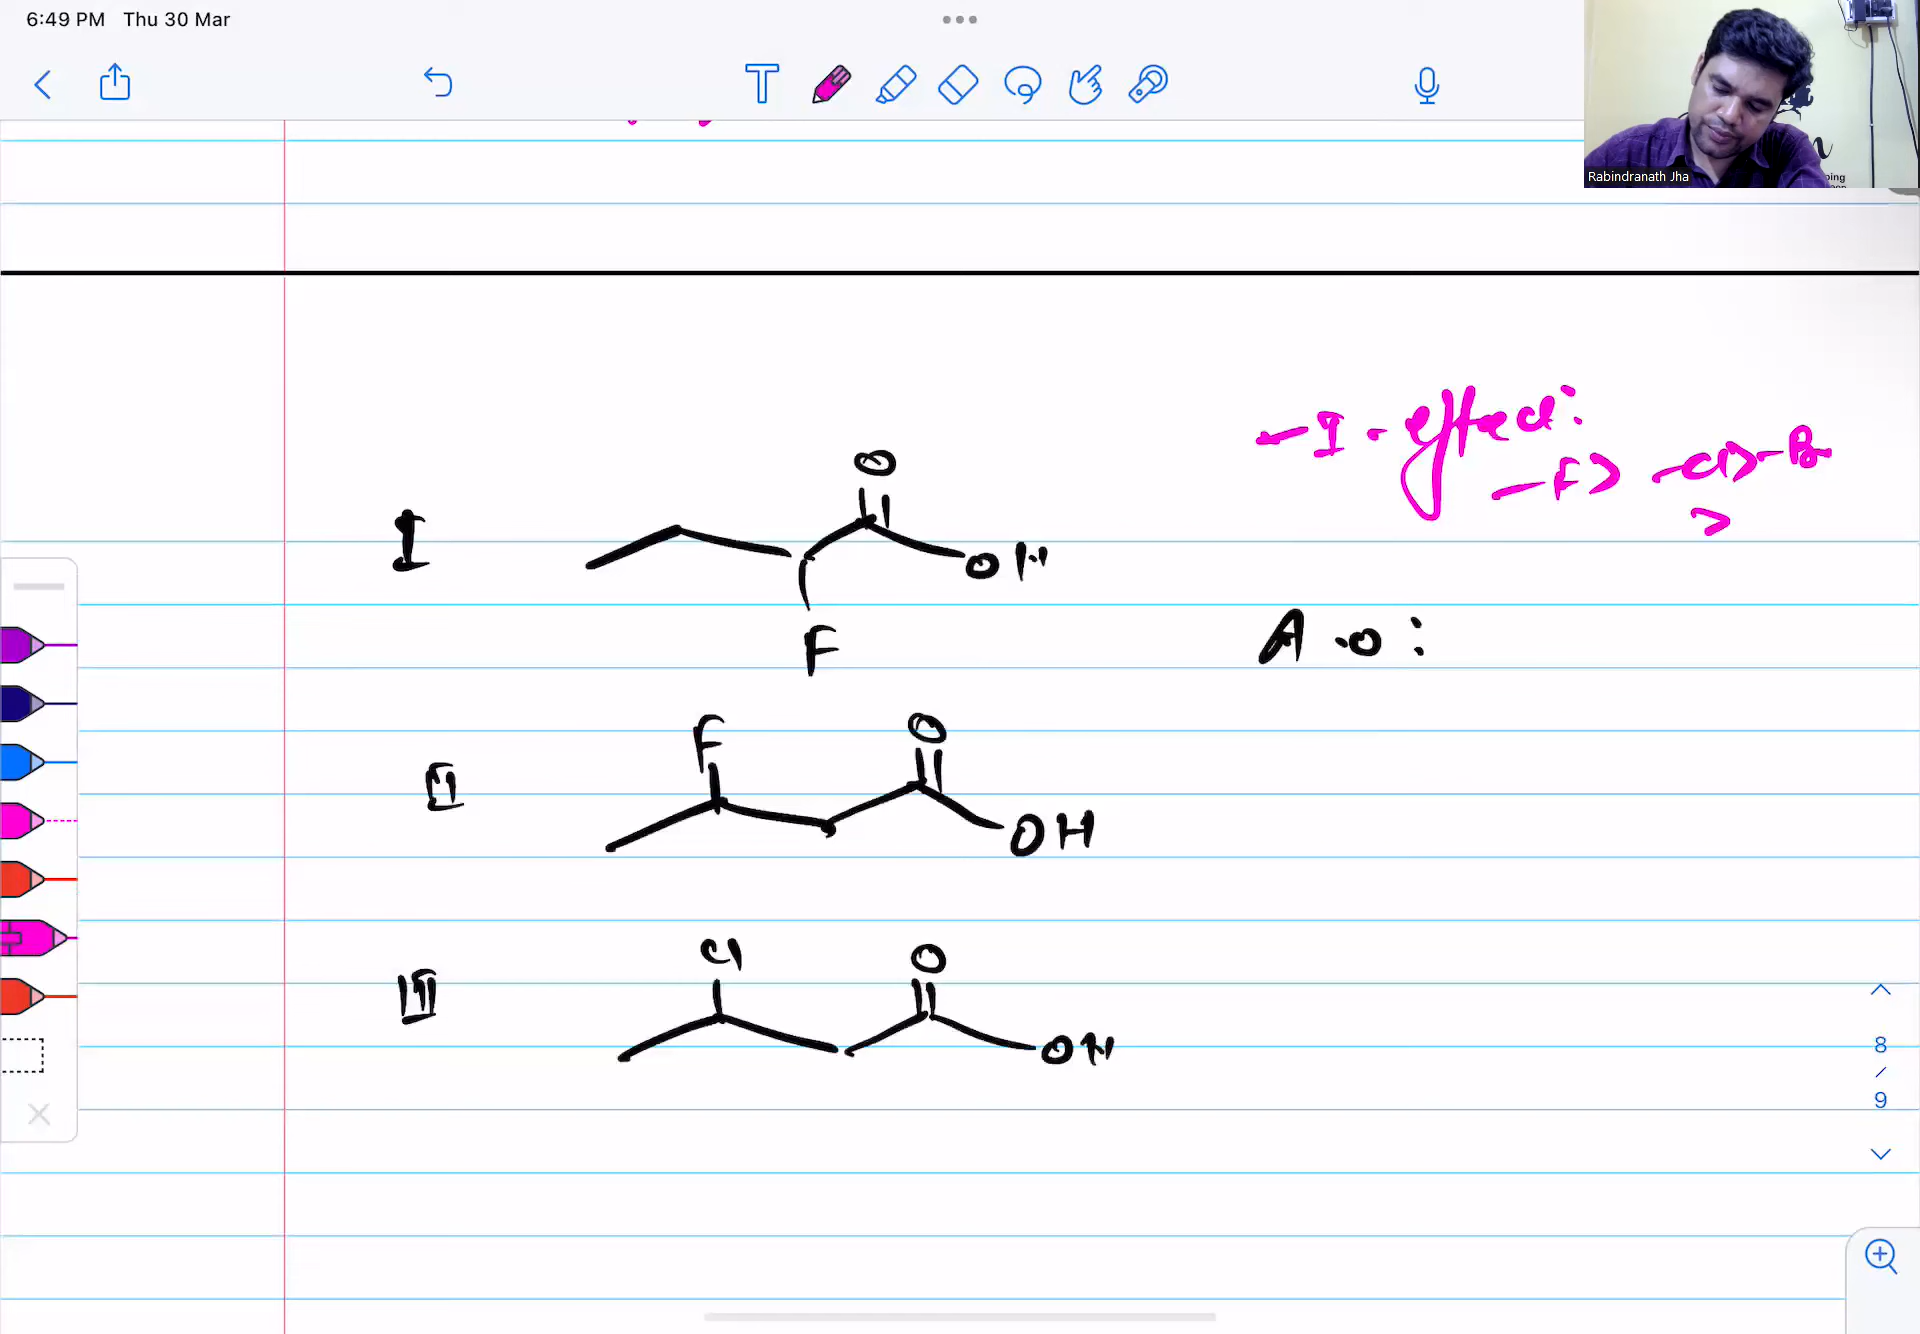 6:49 PM Thu 30 Mar
Rabindranath Jha
-I-effect:
-F> -Cl>-Br
>
O
I
OH
F
A.O:
F
O
II
OH
Cl
O
III
OH
8
/
9